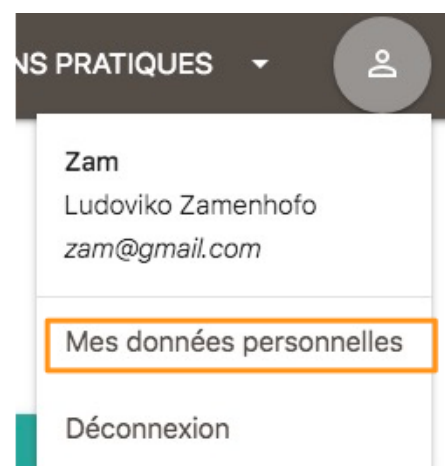 NS PRATIQUES
Zam
Ludoviko Zamenhofo
zam@gmail.com
Mes données personnelles
Déconnexion